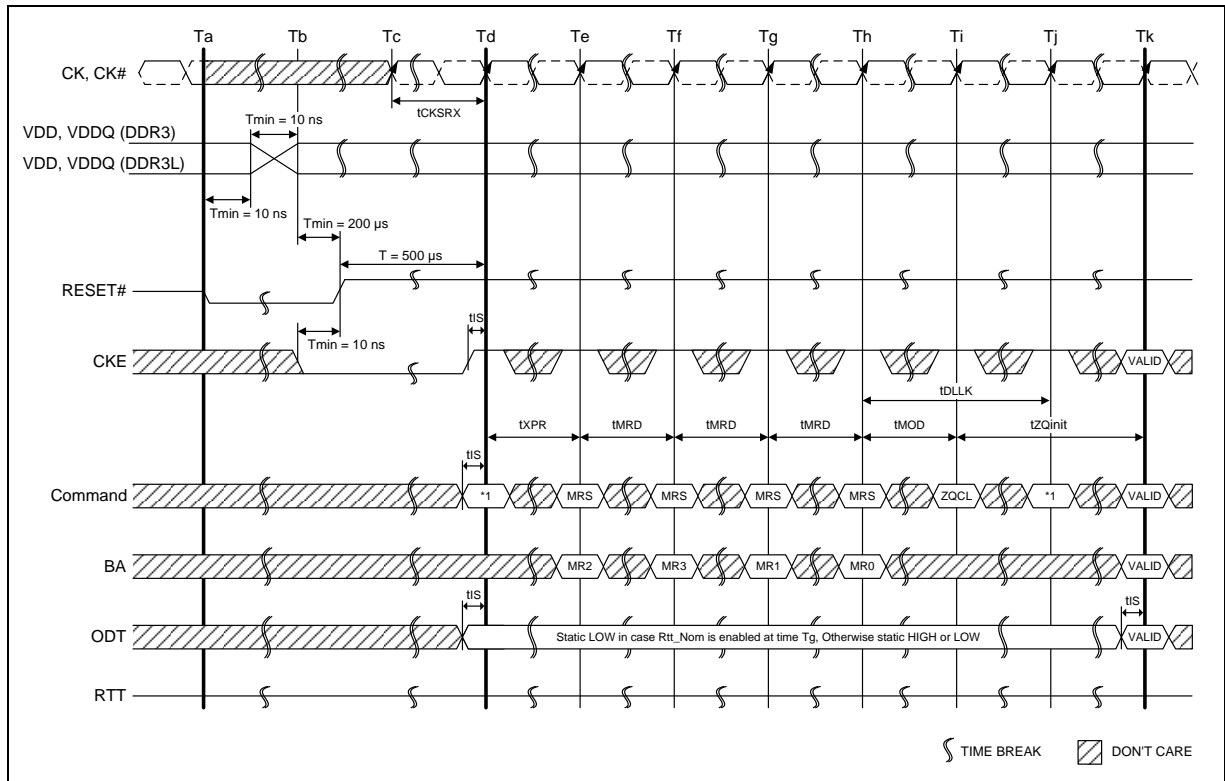 Ta Tb Tc Td Te Tf Tg Th Ti Tj Tk
CK, CK#
tCKSRX
Tmin = 10 ns
VDD, VDDQ (DDR3)
VDD, VDDQ (DDR3L)
Tmin = 10 ns
Tmin = 200 µs
T = 500 µs
RESET#
tIS
Tmin = 10 ns
CKE VALID
tDLLK
tXPR tMRD tMRD tMRD tMOD tZQinit
tIS
Command *1 MRS MRS MRS MRS ZQCL *1 VALID
BA MR2 MR3 MR1 MR0 VALID
tIS tIS
ODT Static LOW in case Rtt_Nom is enabled at time Tg, Otherwise static HIGH or LOW VALID
RTT
TIME BREAK DON'T CARE